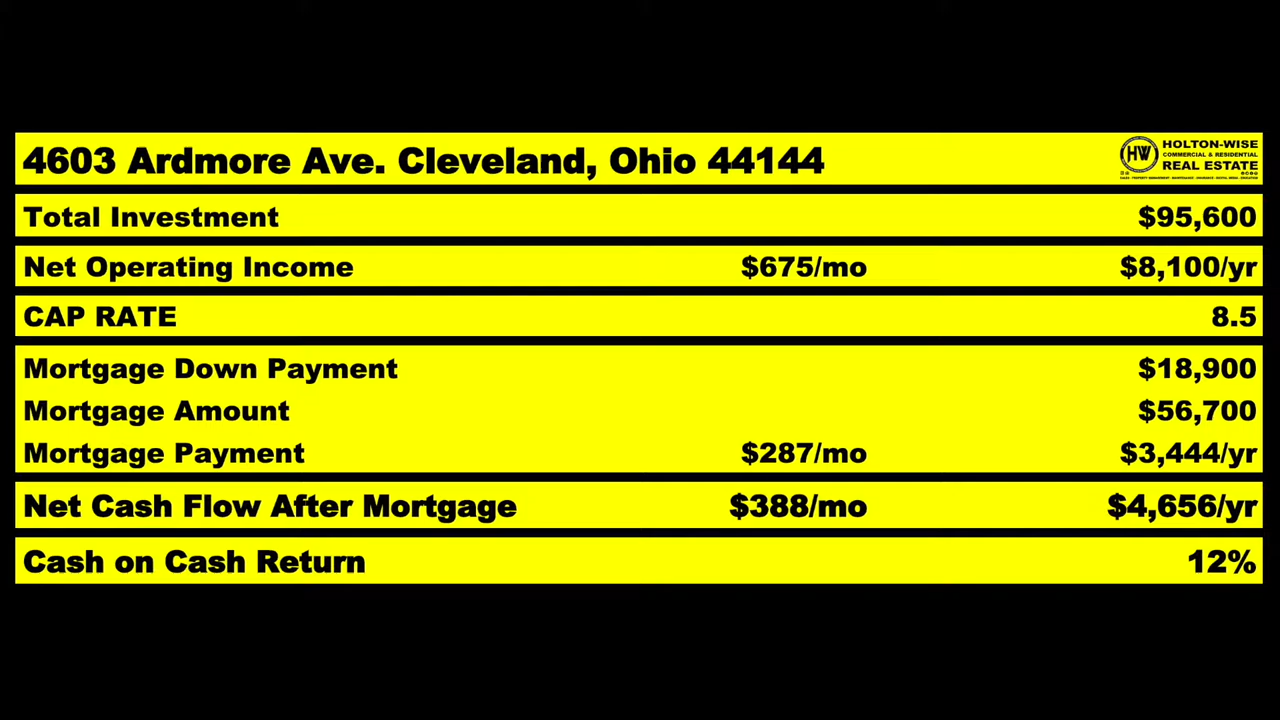 4603 Ardmore Ave. Cleveland, Ohio 44144
HW
HOLTON-WISE
COMMERCIAL & RESIDENTIAL
REAL ESTATE
Total Investment $95,600
Net Operating Income $675/mo $8,100/yr
CAP RATE 8.5
Mortgage Down Payment $18,900
Mortgage Amount $56,700
Mortgage Payment $287/mo $3,444/yr
Net Cash Flow After Mortgage $388/mo $4,656/yr
Cash on Cash Return 12%